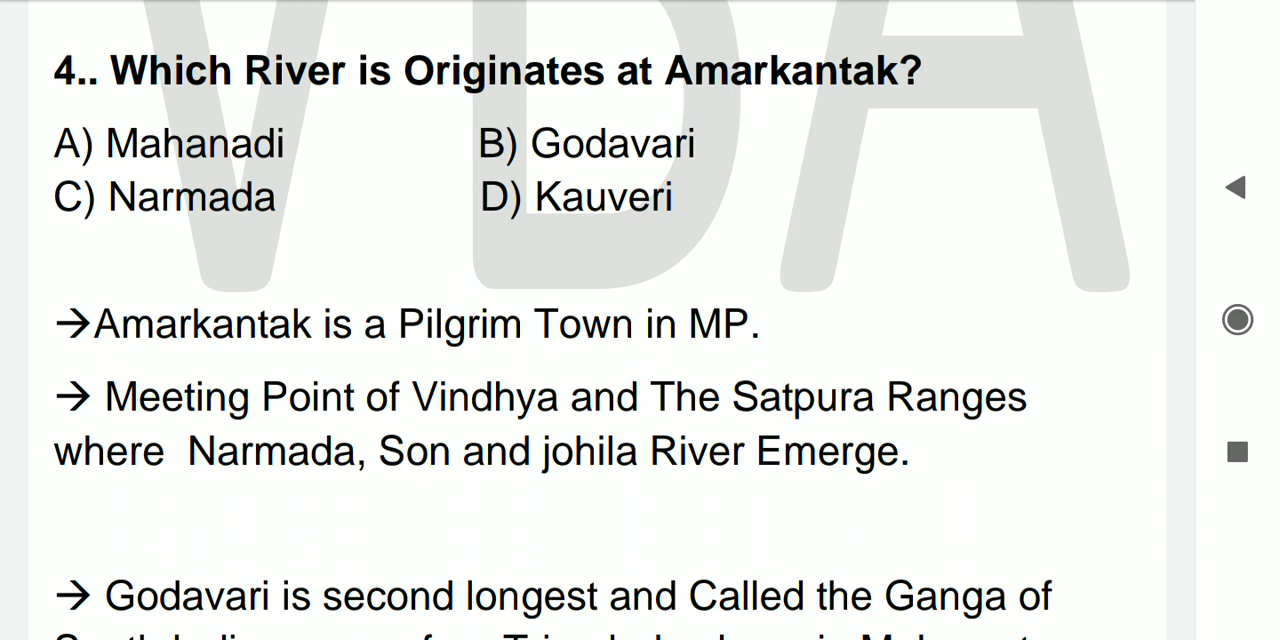 4.. Which River is Originates at Amarkantak?
A) Mahanadi B) Godavari
C) Narmada D) Kauveri
→Amarkantak is a Pilgrim Town in MP.
→ Meeting Point of Vindhya and The Satpura Ranges
where Narmada, Son and johila River Emerge.
→ Godavari is second longest and Called the Ganga of
VDA